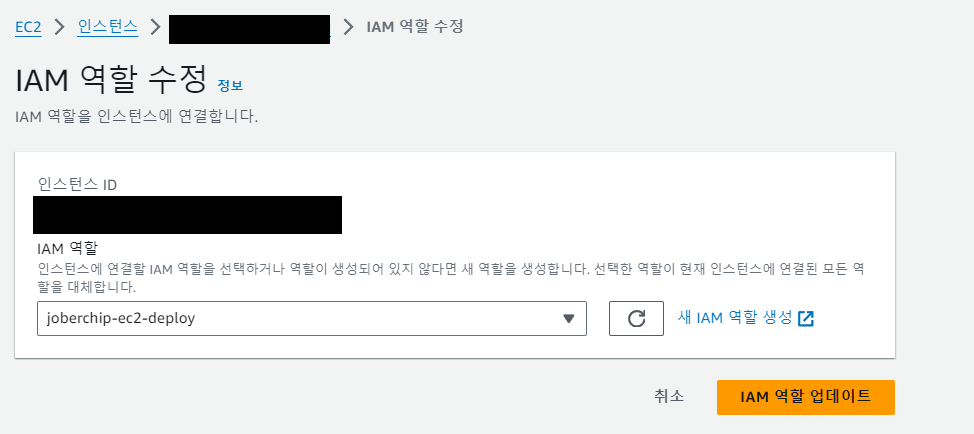 EC2 > 인스턴스 > > IAM 역할 수정
IAM 역할 수정 정보
IAM 역할을 인스턴스에 연결합니다.
인스턴스 ID
IAM 역할
인스턴스에 연결할 IAM 역할을 선택하거나 역할이 생성되어 있지 않다면 새 역할을 생성합니다. 선택한 역할이 현재 인스턴스에 연결된 모든 역
할을 대체합니다.
joberchip-ec2-deploy 새 IAM 역할 생성
취소 IAM 역할 업데이트